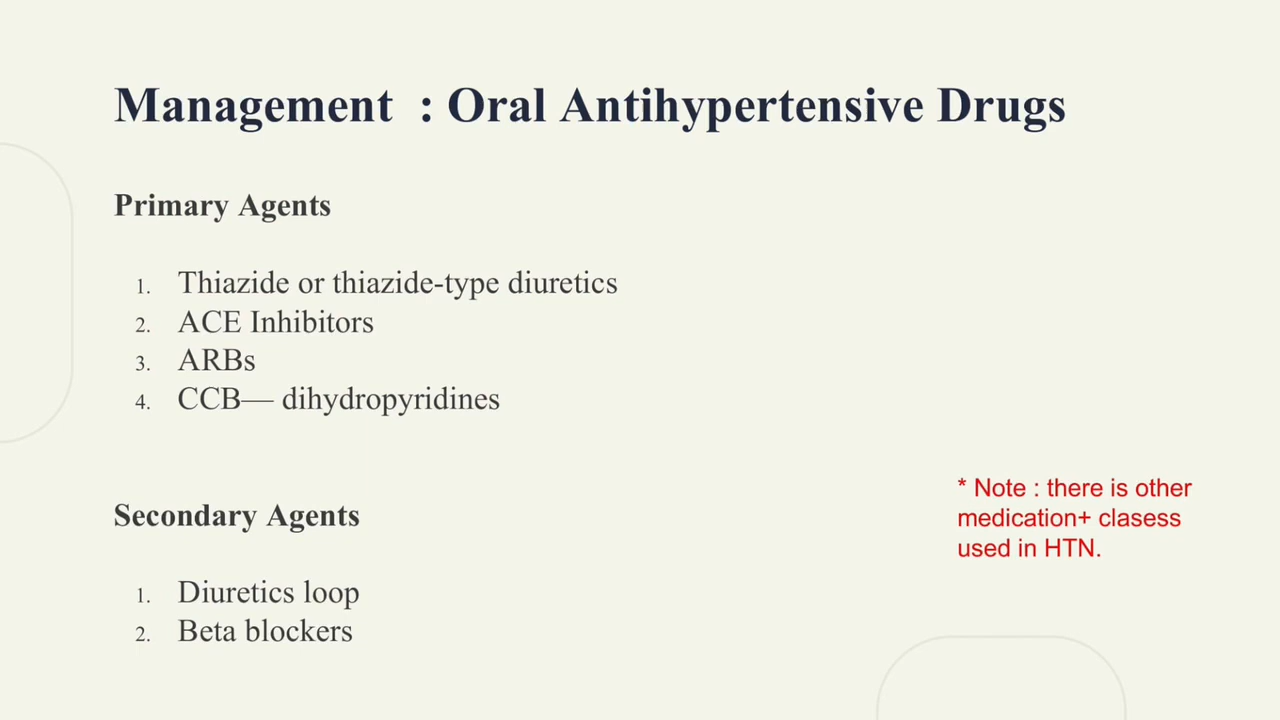 Management : Oral Antihypertensive Drugs
Primary Agents
1. Thiazide or thiazide-type diuretics
2. ACE Inhibitors
3. ARBs
4. CCB— dihydropyridines
* Note : there is other
medication+ clasess
used in HTN.
Secondary Agents
1. Diuretics loop
2. Beta blockers